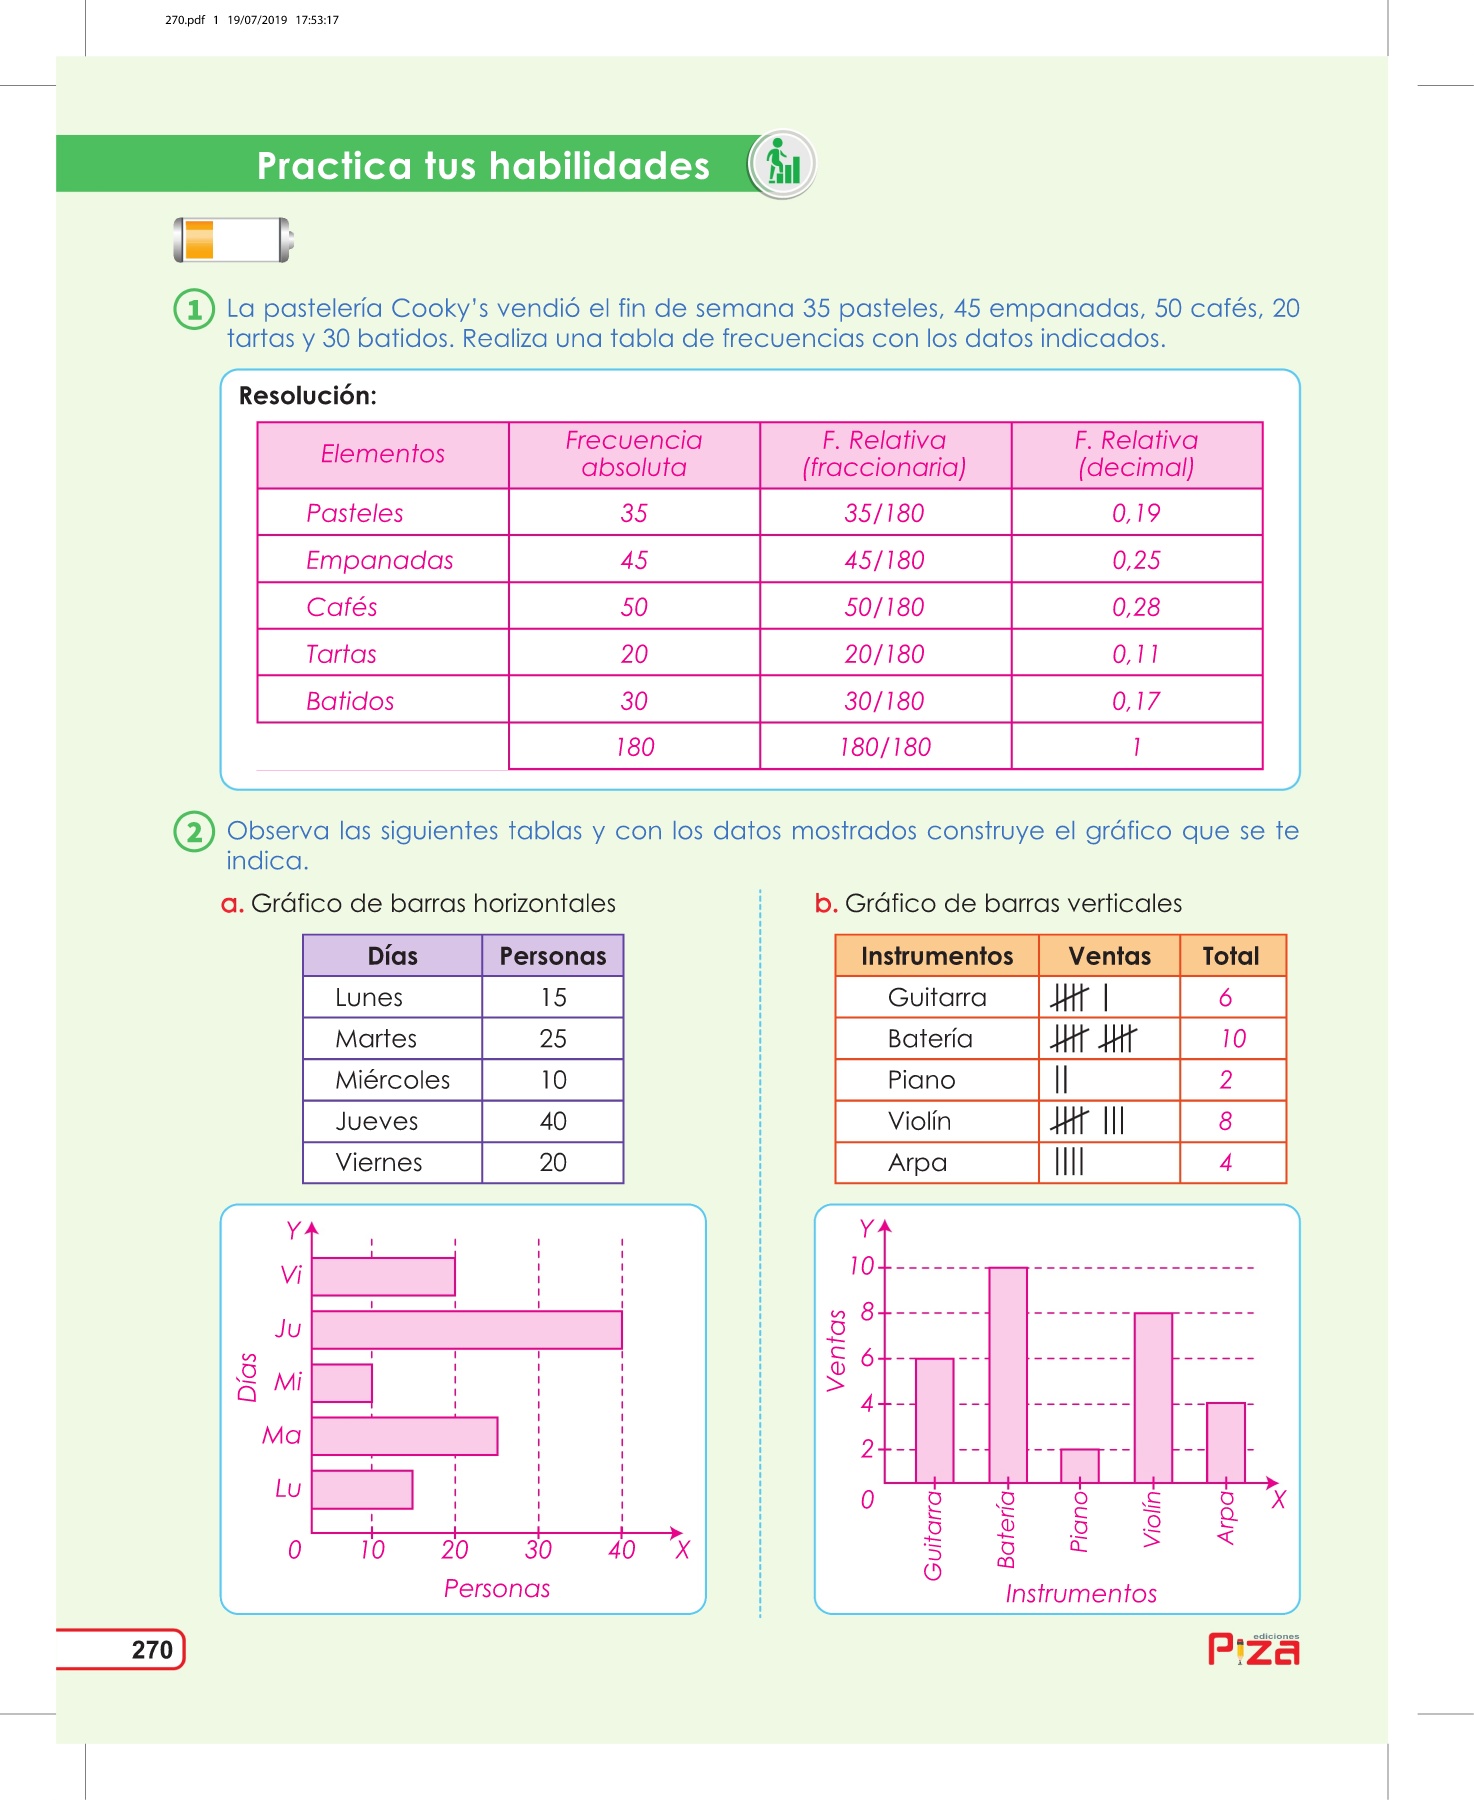 270.pdf 1 19/07/2019 17:53:17
Practica tus habilidades
1 La pastelería Cooky's vendió el fin de semana 35 pasteles, 45 empanadas, 50 cafés, 20
tartas y 30 batidos. Realiza una tabla de frecuencias con los datos indicados.
Resolución:
Elementos Frecuencia absoluta F. Relativa (fraccionaria) F. Relativa (decimal)
Pasteles 35 35/180 0,19
Empanadas 45 45/180 0,25
Cafés 50 50/180 0,28
Tartas 20 20/180 0,11
Batidos 30 30/180 0,17
180 180/180 1
2 Observa las siguientes tablas y con los datos mostrados construye el gráfico que se te
indica.
a. Gráfico de barras horizontales
Días Personas
Lunes 15
Martes 25
Miércoles 10
Jueves 40
Viernes 20
Y
Vi
Ju
Mi
Ma
Lu
Días
0 10 20 30 40 X
Personas
b. Gráfico de barras verticales
Instrumentos Ventas Total
Guitarra 6
Batería 10
Piano 2
Violín 8
Arpa 4
Y
10
8
6
4
2
0
Ventas
X
Guitarra
Batería
Piano
Violín
Arpa
Instrumentos
270
ediciones
Piza